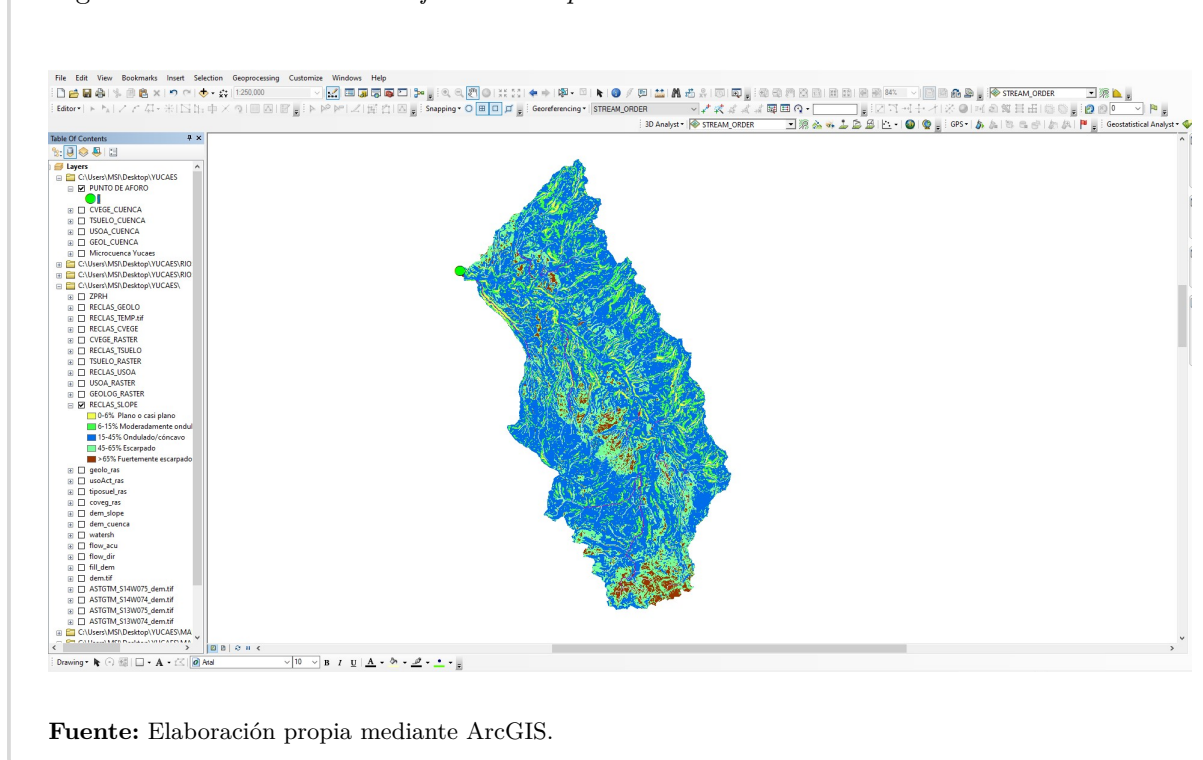 File Edit View Bookmarks Insert Selection Geoprocessing Customize Windows Help
1:250,000
84%
STREAM_ORDER
Editor
Snapping
Georeferencing
STREAM_ORDER
0
3D Analyst
STREAM_ORDER
GPS
Geostatistical Analyst
Table Of Contents
Layers
C:\Users\MSI\Desktop\YUCAES
PUNTO DE AFORO
CVEGE_CUENCA
TSUELO_CUENCA
USOA_CUENCA
GEOL_CUENCA
Microcuenca Yucaes
C:\Users\MSI\Desktop\YUCAES\RIO
C:\Users\MSI\Desktop\YUCAES\RIO
C:\Users\MSI\Desktop\YUCAES\
ZPRH
RECLAS_GEOLO
RECLAS_TEMP.tif
RECLAS_CVEGE
CVEGE_RASTER
RECLAS_TSUELO
TSUELO_RASTER
RECLAS_USOA
USOA_RASTER
GEOLOG_RASTER
RECLAS_SLOPE
0-6% Plano o casi plano
6-15% Moderadamente ondul
15-45% Ondulado/cóncavo
45-65% Escarpado
>65% Fuertemente escarpado
geolo_ras
usoAct_ras
tiposuel_ras
coveg_ras
dem_slope
dem_cuenca
watersh
flow_acu
flow_dir
fill_dem
dem.tif
ASTGTM_S14W075_dem.tif
ASTGTM_S14W074_dem.tif
ASTGTM_S13W075_dem.tif
ASTGTM_S13W074_dem.tif
C:\Users\MSI\Desktop\YUCAES\MA
Drawing
Arial
10
B I U A
Fuente: Elaboración propia mediante ArcGIS.